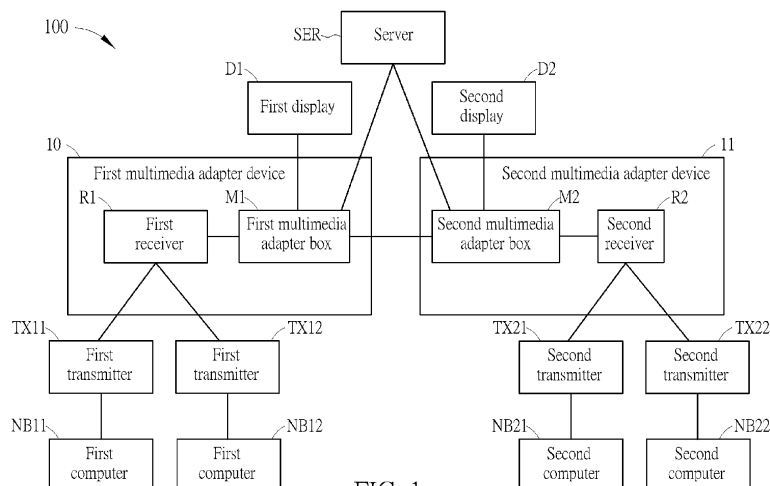 100
SER
Server
D1
First display
D2
Second
display
10
First multimedia adapter device
11
Second multimedia adapter device
R1
First
receiver
M1
First multimedia
adapter box
M2
Second multimedia
adapter box
R2
Second
receiver
TX11
First
transmitter
TX12
First
transmitter
TX21
Second
transmitter
TX22
Second
transmitter
NB11
First
computer
NB12
First
computer
NB21
Second
computer
NB22
Second
computer
FIG. 1